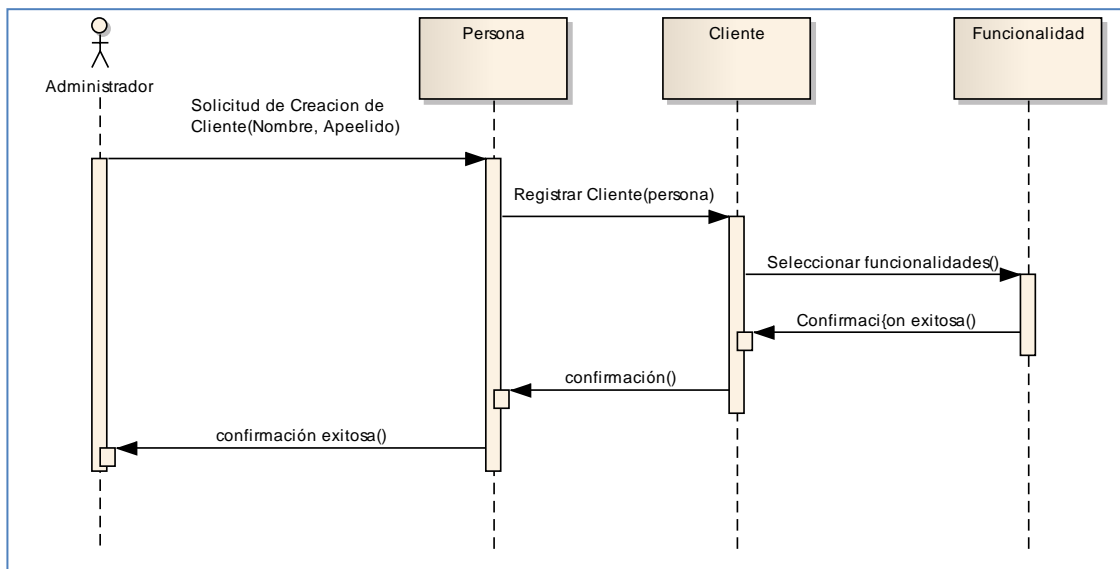 Persona
Cliente
Funcionalidad
Administrador
Solicitud de Creacion de
Cliente(Nombre, Apeelido)
Registrar Cliente(persona)
Seleccionar funcionalidades()
Confirmaci{on exitosa()
confirmación()
confirmación exitosa()